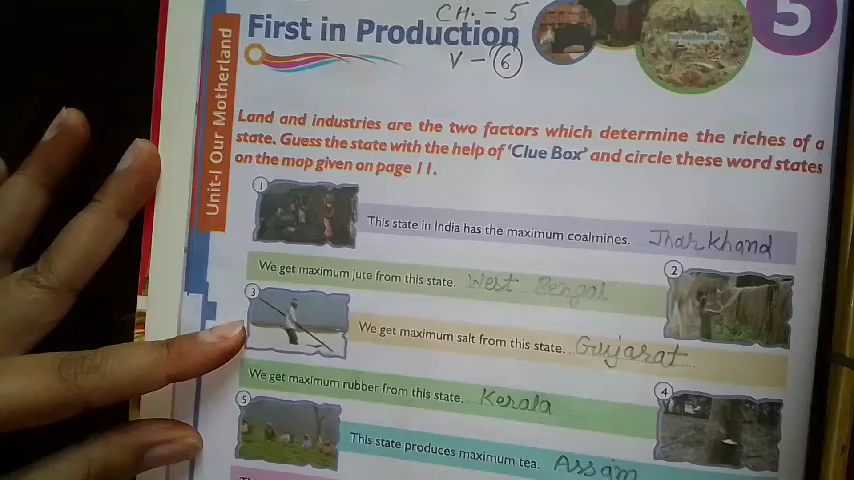 CH. - 5
First in Production
5
V - 6
Incredible India
Unit-I Our Motherland
Land and industries are the two factors which determine the riches of a
state. Guess the state with the help of 'Clue Box' and circle these word states
on the map given on page 11.
1
This state in India has the maximum coalmines. Jharkhand
We get maximum jute from this state. West Bengal
2
3
We get maximum salt from this state. Gujarat
We get maximum rubber from this state. Kerala
4
5
This state produces maximum tea. Assam